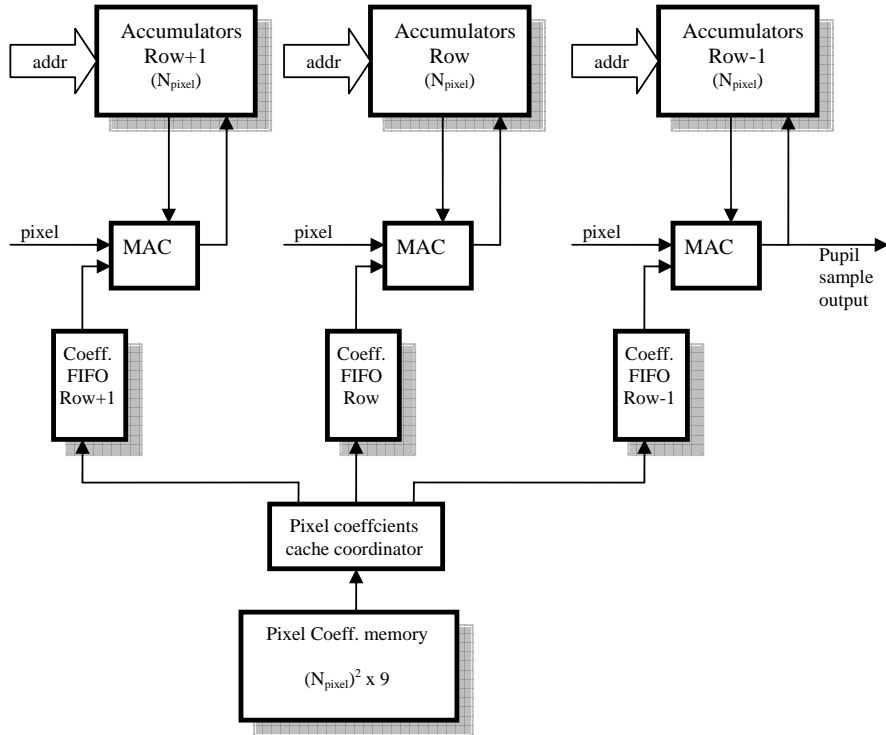 addr
Accumulators
Row+1
(Npixel)
addr
Accumulators
Row
(Npixel)
addr
Accumulators
Row-1
(Npixel)
pixel
MAC
pixel
MAC
pixel
MAC
Pupil
sample
output
Coeff.
FIFO
Row+1
Coeff.
FIFO
Row
Coeff.
FIFO
Row-1
Pixel coeffcients
cache coordinator
Pixel Coeff. memory
(Npixel)² x 9